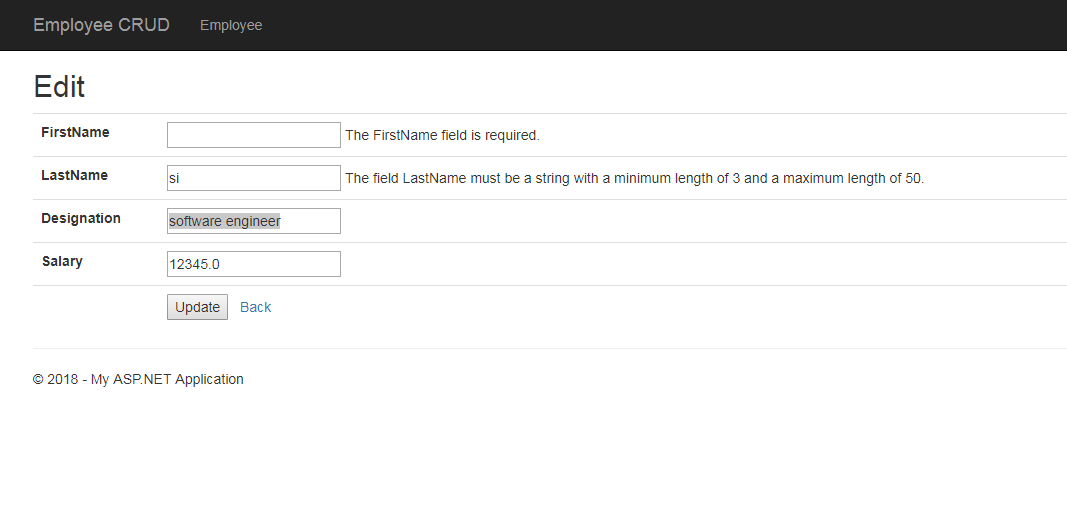 Employee CRUD Employee
Edit
FirstName The FirstName field is required.
LastName si The field LastName must be a string with a minimum length of 3 and a maximum length of 50.
Designation software engineer
Salary 12345.0
Update Back
© 2018 - My ASP.NET Application